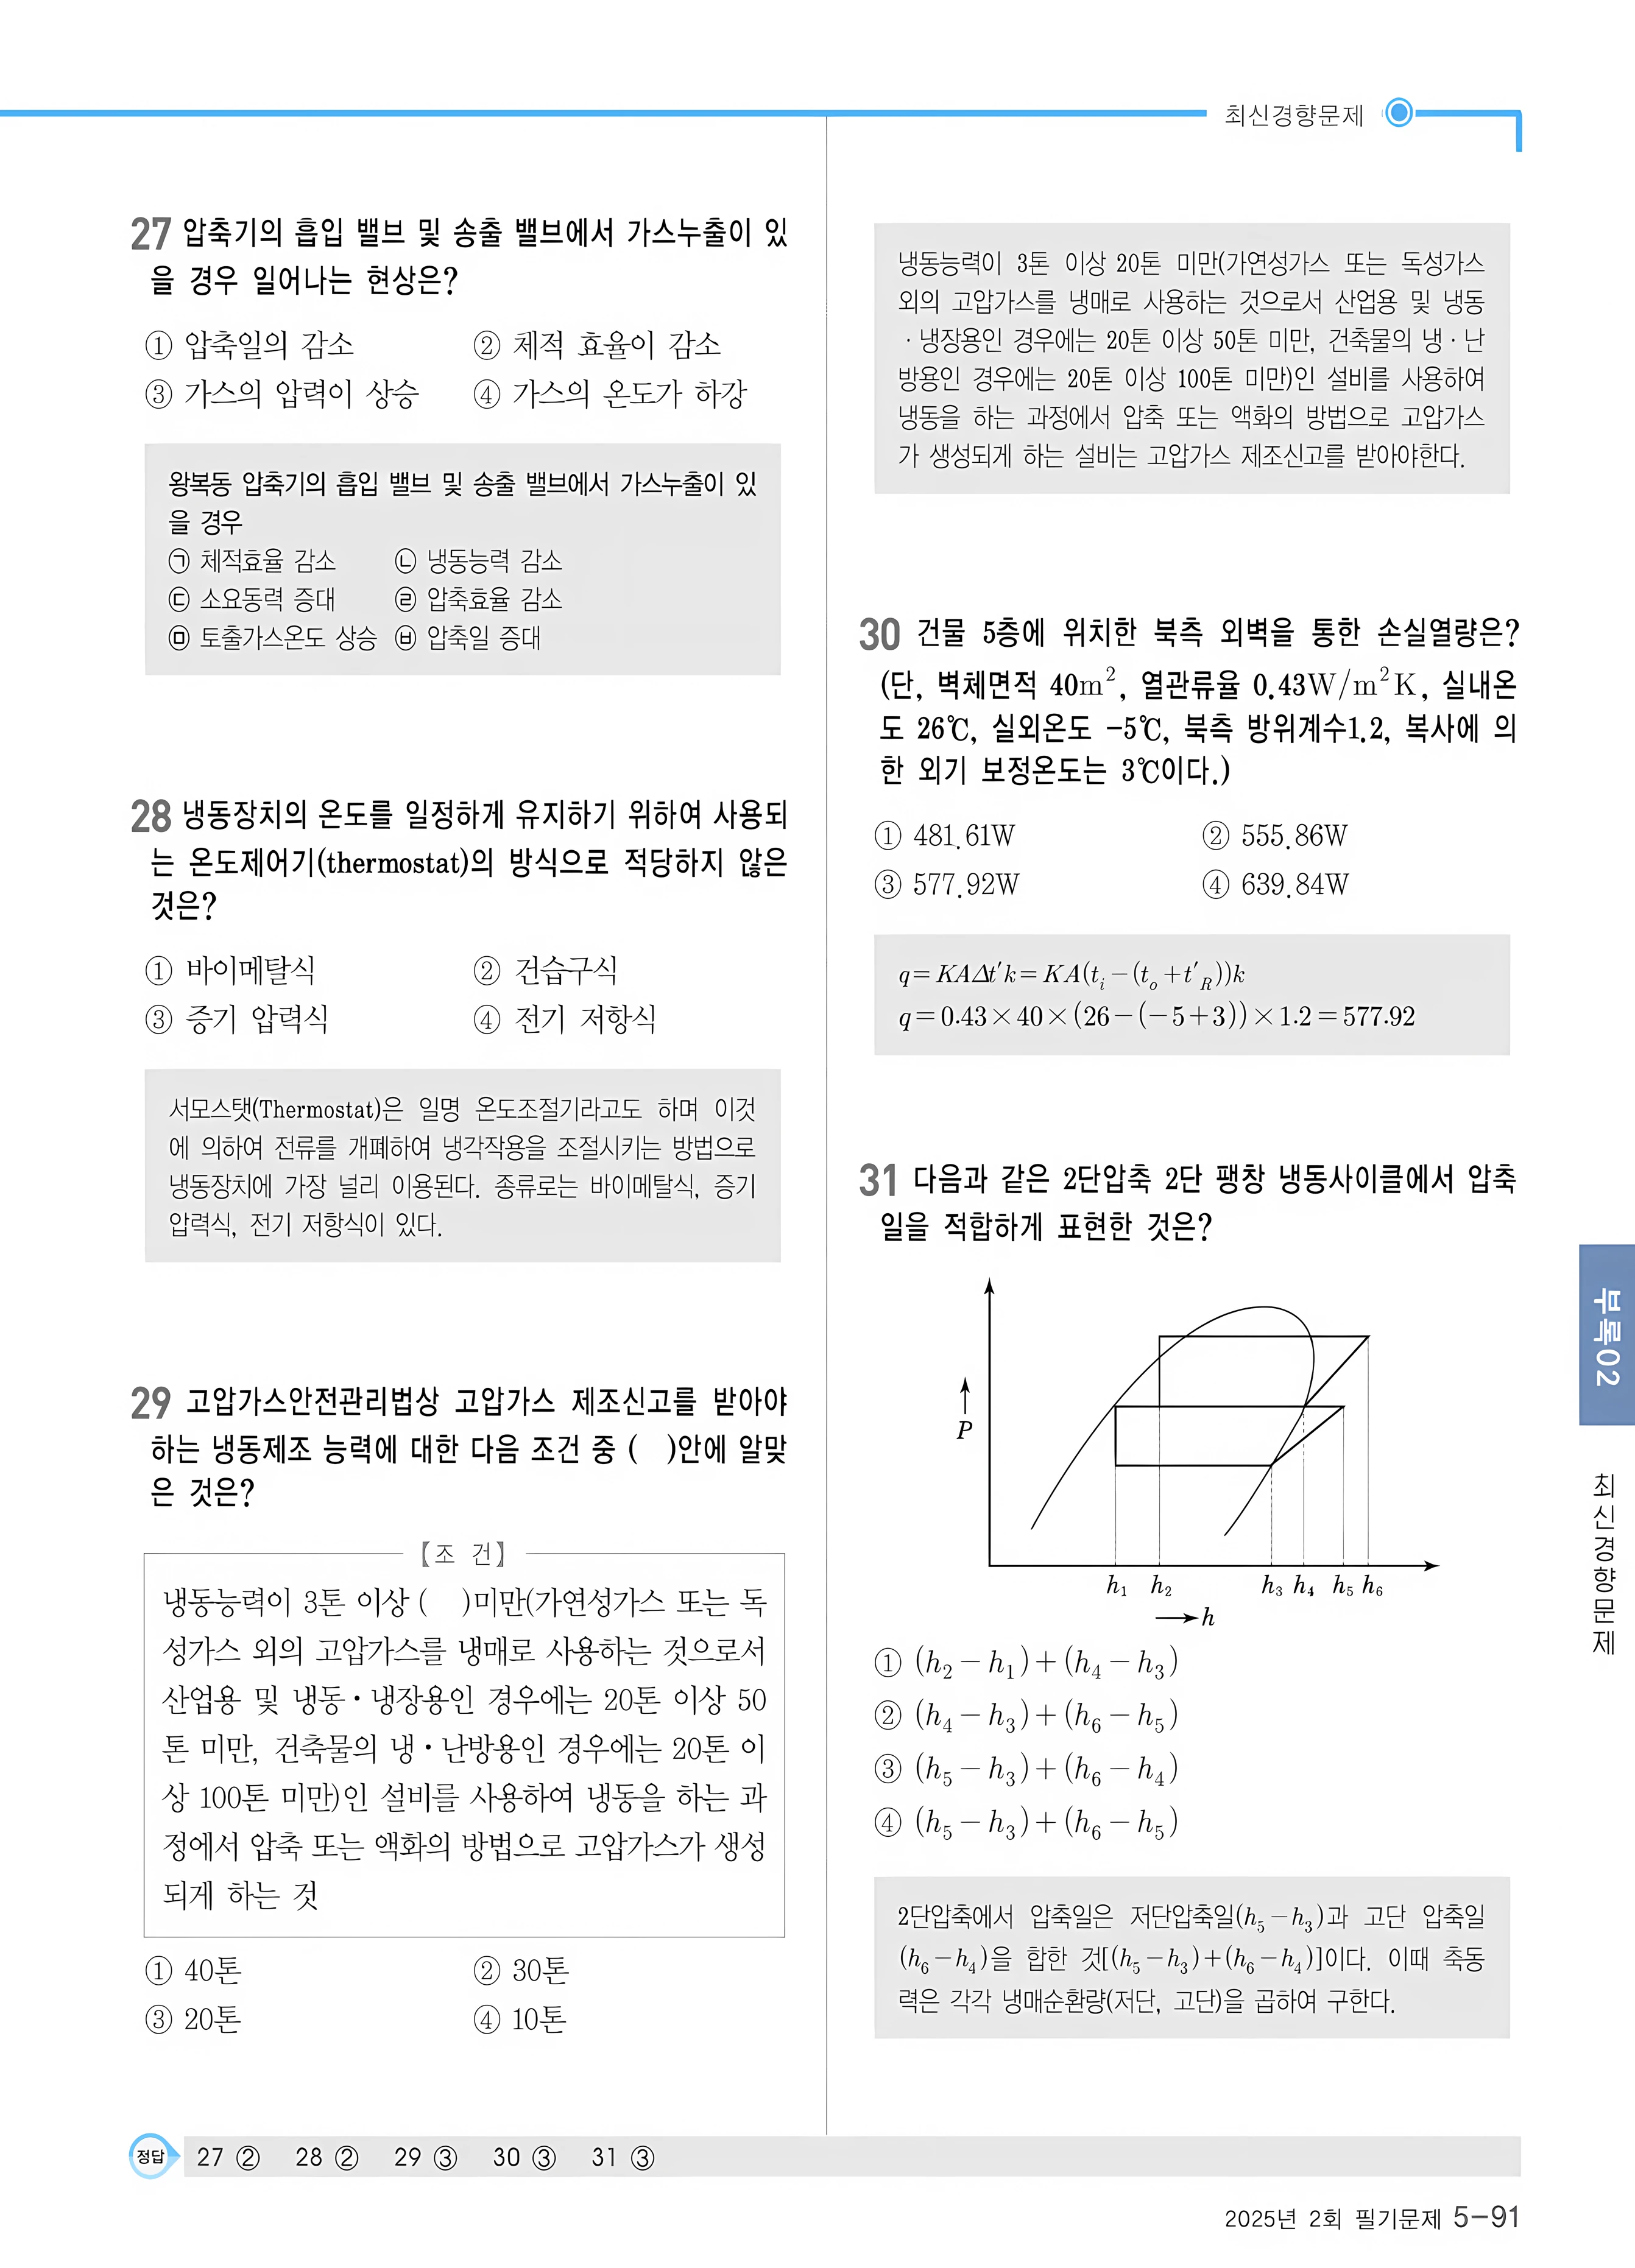 최신경향문제
27 압축기의 흡입 밸브 및 송출 밸브에서 가스누출이 있
을 경우 일어나는 현상은?
① 압축일의 감소 ② 체적 효율이 감소
③ 가스의 압력이 상승 ④ 가스의 온도가 하강
왕복동 압축기의 흡입 밸브 및 송출 밸브에서 가스누출이 있
을 경우
㉠ 체적효율 감소 ㉡ 냉동능력 감소
㉢ 소요동력 증대 ㉣ 압축효율 감소
㉤ 토출가스온도 상승 ㉥ 압축일 증대
28 냉동장치의 온도를 일정하게 유지하기 위하여 사용되
는 온도제어기(thermostat)의 방식으로 적당하지 않은
것은?
① 바이메탈식 ② 건습구식
③ 증기 압력식 ④ 전기 저항식
서모스탯(Thermostat)은 일명 온도조절기라고도 하며 이것
에 의하여 전류를 개폐하여 냉각작용을 조절시키는 방법으로
냉동장치에 가장 널리 이용된다. 종류로는 바이메탈식, 증기
압력식, 전기 저항식이 있다.
29 고압가스안전관리법상 고압가스 제조신고를 받아야
하는 냉동제조 능력에 대한 다음 조건 중 ( )안에 알맞
은 것은?
【조 건】
냉동능력이 3톤 이상 ( )미만(가연성가스 또는 독
성가스 외의 고압가스를 냉매로 사용하는 것으로서
산업용 및 냉동·냉장용인 경우에는 20톤 이상 50
톤 미만, 건축물의 냉·난방용인 경우에는 20톤 이
상 100톤 미만)인 설비를 사용하여 냉동을 하는 과
정에서 압축 또는 액화의 방법으로 고압가스가 생성
되게 하는 것
① 40톤 ② 30톤
③ 20톤 ④ 10톤
냉동능력이 3톤 이상 20톤 미만(가연성가스 또는 독성가스
외의 고압가스를 냉매로 사용하는 것으로서 산업용 및 냉동
·냉장용인 경우에는 20톤 이상 50톤 미만, 건축물의 냉·난
방용인 경우에는 20톤 이상 100톤 미만)인 설비를 사용하여
냉동을 하는 과정에서 압축 또는 액화의 방법으로 고압가스
가 생성되게 하는 설비는 고압가스 제조신고를 받아야한다.
30 건물 5층에 위치한 북측 외벽을 통한 손실열량은?
(단, 벽체면적 40m², 열관류율 0.43W/m²K, 실내온
도 26℃, 실외온도 -5℃, 북측 방위계수1.2, 복사에 의
한 외기 보정온도는 3℃이다.)
① 481.61W ② 555.86W
③ 577.92W ④ 639.84W
q=KAΔt′k=KA(t_i−(t_o+t′_R))k
q=0.43×40×(26−(−5+3))×1.2=577.92
31 다음과 같은 2단압축 2단 팽창 냉동사이클에서 압축
일을 적합하게 표현한 것은?
P
h₁ h₂ h₃ h₄ h₅ h₆
h
① (h₂−h₁)+(h₄−h₃)
② (h₄−h₃)+(h₆−h₅)
③ (h₅−h₃)+(h₆−h₄)
④ (h₅−h₃)+(h₆−h₅)
2단압축에서 압축일은 저단압축일(h₅−h₃)과 고단 압축일
(h₆−h₄)을 합한 것[(h₅−h₃)+(h₆−h₄)]이다. 이때 축동
력은 각각 냉매순환량(저단, 고단)을 곱하여 구한다.
부록02
최신경향문제
정답 27 ② 28 ② 29 ③ 30 ③ 31 ③
2025년 2회 필기문제 5-91